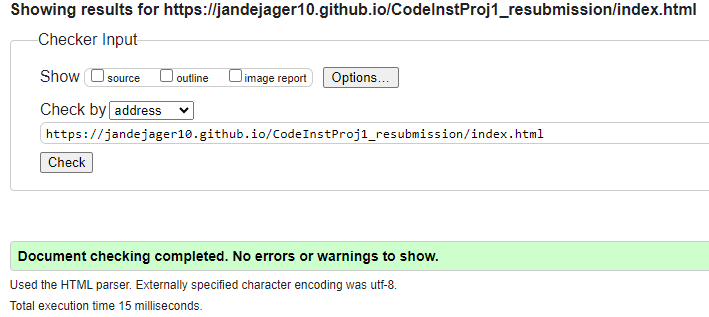 Showing results for https://jandejager10.github.io/CodeInstProj1_resubmission/index.html
Checker Input
Show source outline image report Options...
Check by address
https://jandejager10.github.io/CodeInstProj1_resubmission/index.html
Check
Document checking completed. No errors or warnings to show.
Used the HTML parser. Externally specified character encoding was utf-8.
Total execution time 15 milliseconds.